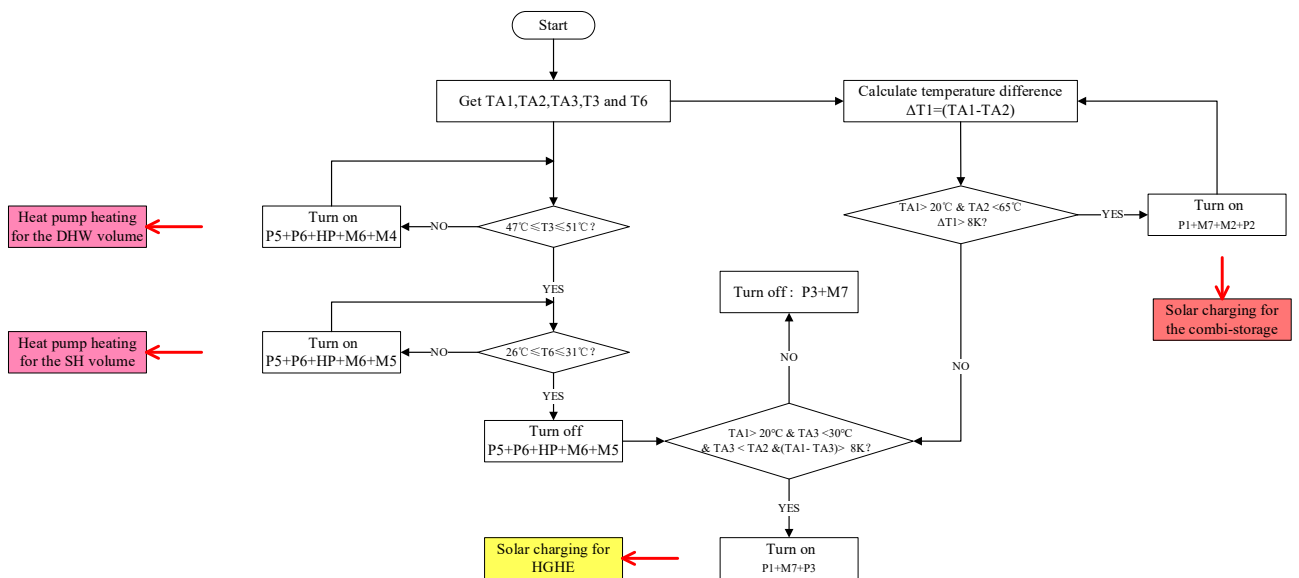 Start
Get TA1,TA2,TA3,T3 and T6
Calculate temperature difference
ΔT1=(TA1-TA2)
Heat pump heating
for the DHW volume
Turn on
P5+P6+HP+M6+M4
NO
47℃≤T3≤51℃?
TA1> 20℃ & TA2 <65℃
ΔT1> 8K?
YES
Turn on
P1+M7+M2+P2
YES
Turn off : P3+M7
Solar charging for
the combi-storage
Heat pump heating
for the SH volume
Turn on
P5+P6+HP+M6+M5
NO
26℃≤T6≤31℃?
NO
NO
YES
Turn off
P5+P6+HP+M6+M5
TA1> 20℃ & TA3 <30℃
& TA3 < TA2 &(TA1- TA3)> 8K?
YES
Solar charging for
HGHE
Turn on
P1+M7+P3